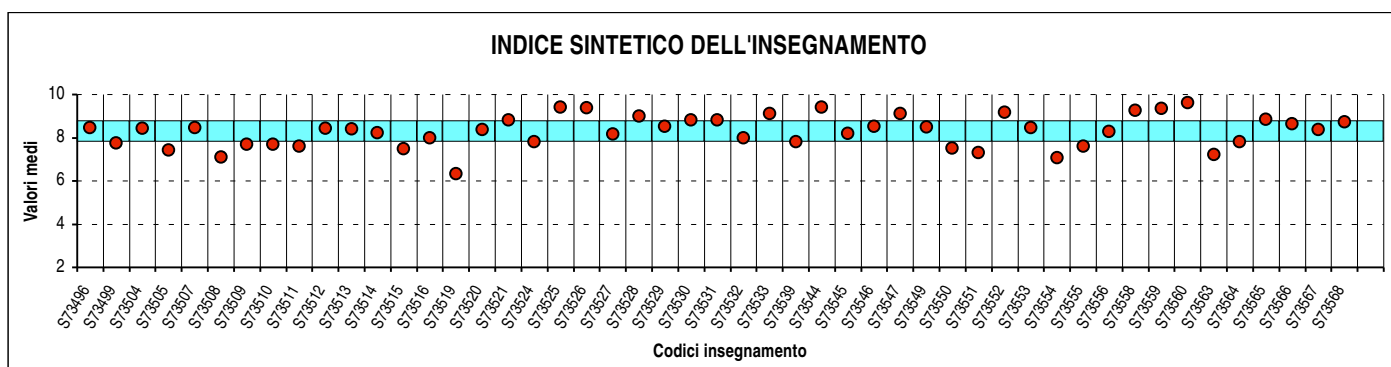 INDICE SINTETICO DELL'INSEGNAMENTO
10
8
6
4
2
Valori medi
S73496 S73499 S73504 S73505 S73507 S73508 S73509 S73510 S73511 S73512 S73513 S73514 S73515 S73516 S73519 S73520 S73521 S73524 S73525 S73526 S73527 S73528 S73529 S73530 S73531 S73532 S73533 S73539 S73544 S73545 S73546 S73547 S73549 S73550 S73551 S73552 S73553 S73554 S73555 S73556 S73558 S73559 S73560 S73563 S73564 S73565 S73566 S73567 S73568
Codici insegnamento